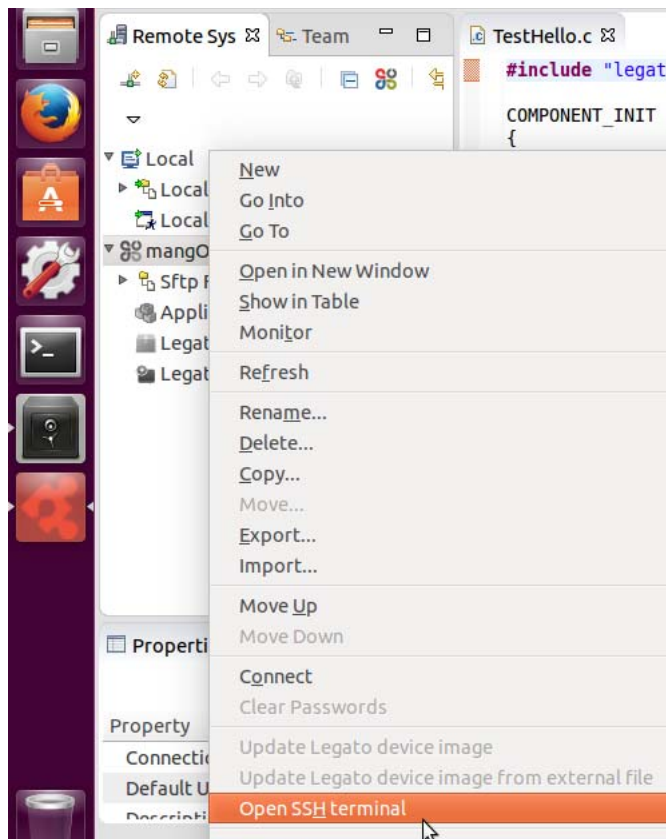 Remote Sys Team TestHello.c
#include "legat
COMPONENT_INIT
{
Local
Local
Local
mangO
Sftp F
Appli
Legat
Legat
New
Go Into
Go To
Open in New Window
Show in Table
Monitor
Refresh
Rename...
Delete...
Copy...
Move...
Export...
Import...
Move Up
Move Down
Connect
Clear Passwords
Update Legato device image
Update Legato device image from external file
Open SSH terminal
Properti
Property
Connectio
Default U
Descripti